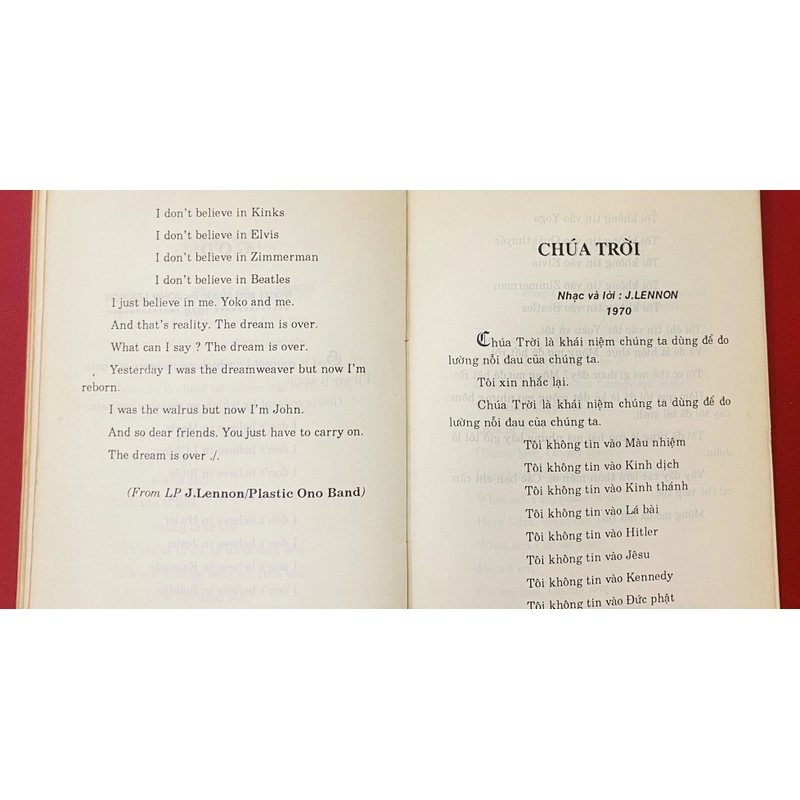 I don't believe in Kinks
I don't believe in Elvis
I don't believe in Zimmerman
I don't believe in Beatles
I just believe in me. Yoko and me.
And that's reality. The dream is over.
What can I say ? The dream is over.
Yesterday I was the dreamweaver but now I'm
reborn.
I was the walrus but now I'm John.
And so dear friends. You just have to carry on.
The dream is over ./.
(From LP J.Lennon/Plastic Ono Band)
CHÚA TRỜI
Nhạc và lời : J.LENNON
1970
Chúa Trời là khái niệm chúng ta dùng để đo
lường nỗi đau của chúng ta.
Tôi xin nhắc lại.
Chúa Trời là khái niệm chúng ta dùng để đo
lường nỗi đau của chúng ta.
Tôi không tin vào Màu nhiệm
Tôi không tin vào Kinh dịch
Tôi không tin vào Kinh thánh
Tôi không tin vào Lá bài
Tôi không tin vào Hitler
Tôi không tin vào Jêsu
Tôi không tin vào Kennedy
Tôi không tin vào Đức phật